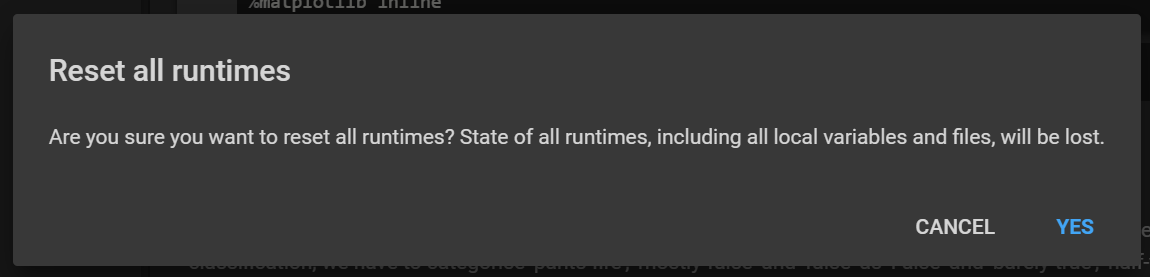 %matplotlib inline
Reset all runtimes
Are you sure you want to reset all runtimes? State of all runtimes, including all local variables and files, will be lost.
CANCEL
YES